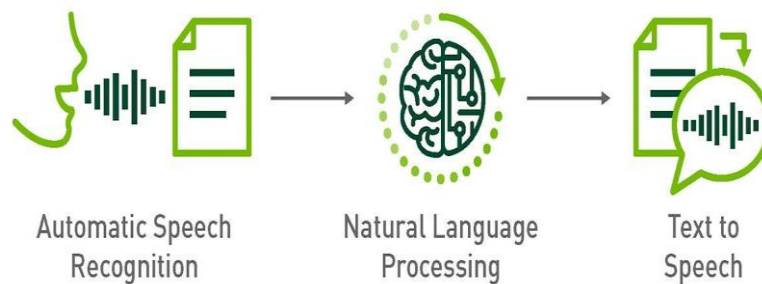 Automatic Speech
Recognition
Natural Language
Processing
Text to
Speech